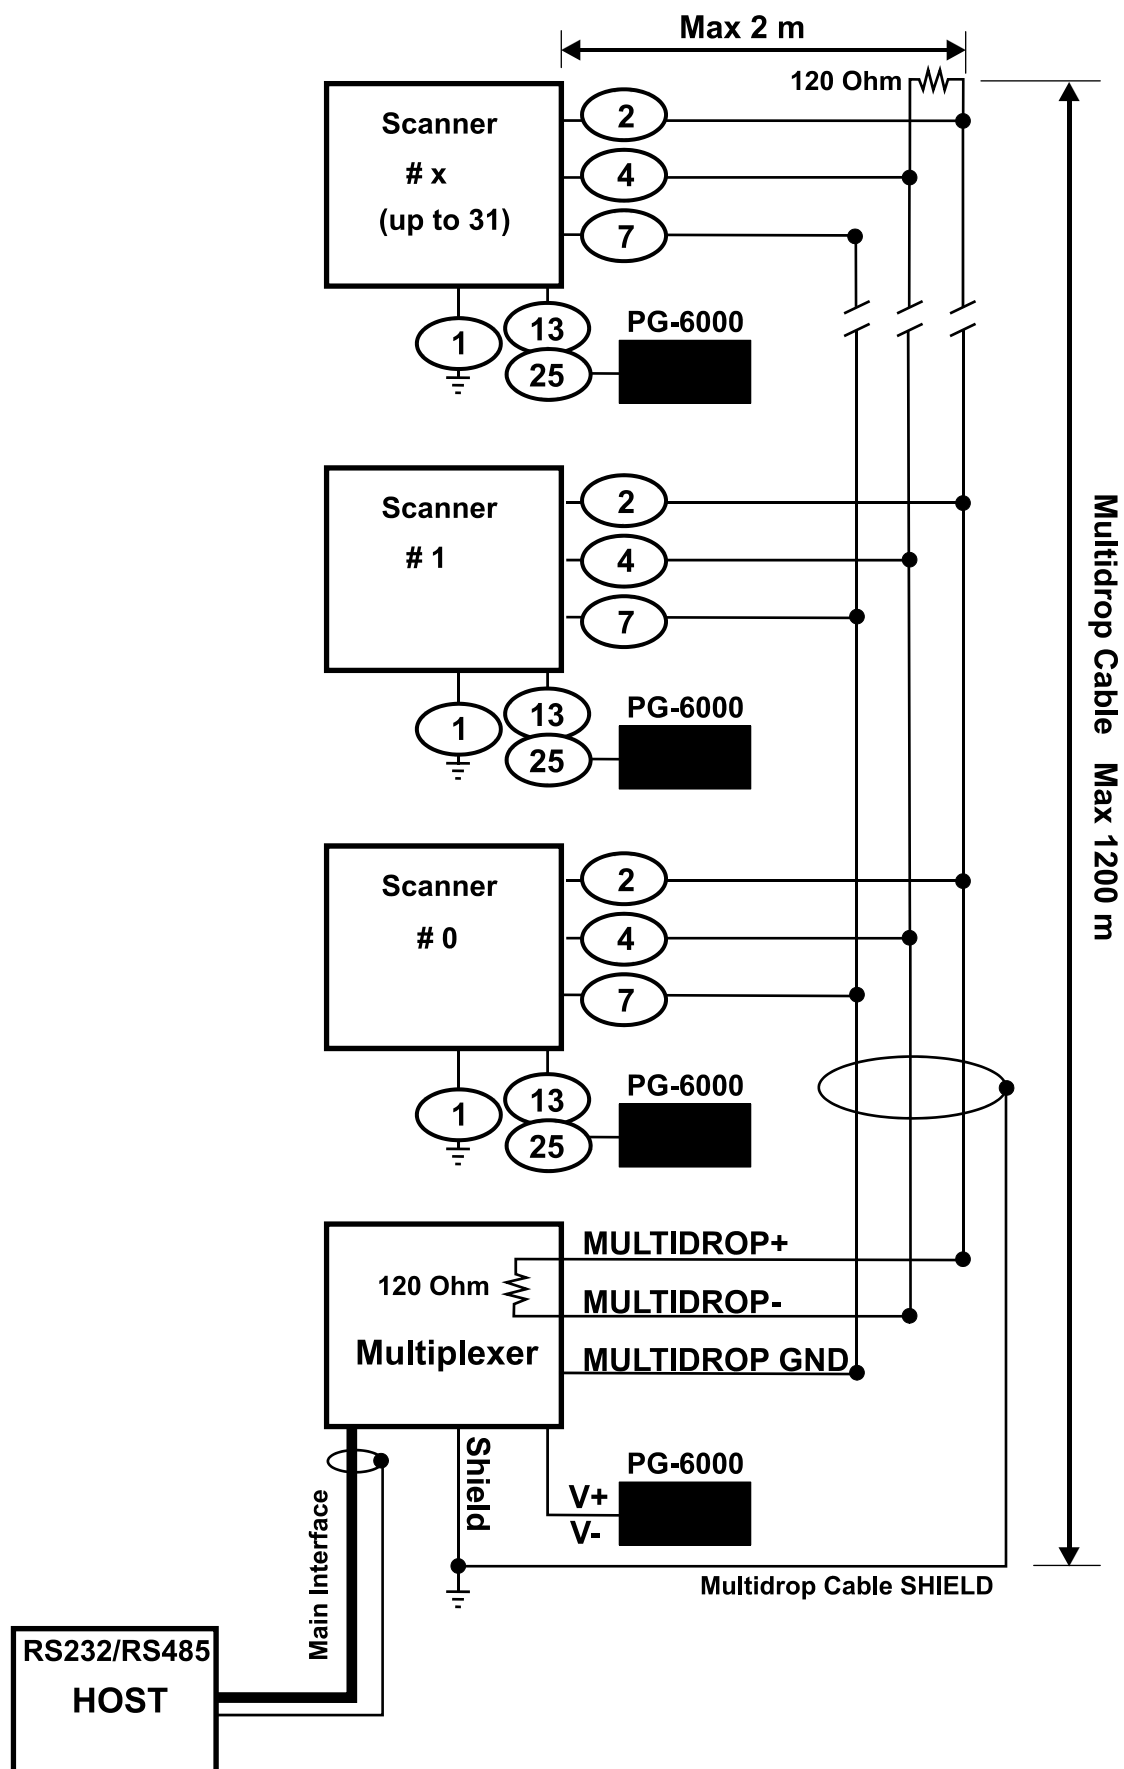 Max 2 m
120 Ohm
Scanner
# x
(up to 31)
2
4
7
1
13
25
PG-6000
Scanner
# 1
2
4
7
1
13
25
PG-6000
Scanner
# 0
2
4
7
1
13
25
PG-6000
Multidrop Cable Max 1200 m
MULTIDROP+
120 Ohm
MULTIDROP-
Multiplexer
MULTIDROP GND
Shield
PG-6000
V+
V-
Main Interface
Multidrop Cable SHIELD
RS232/RS485
HOST